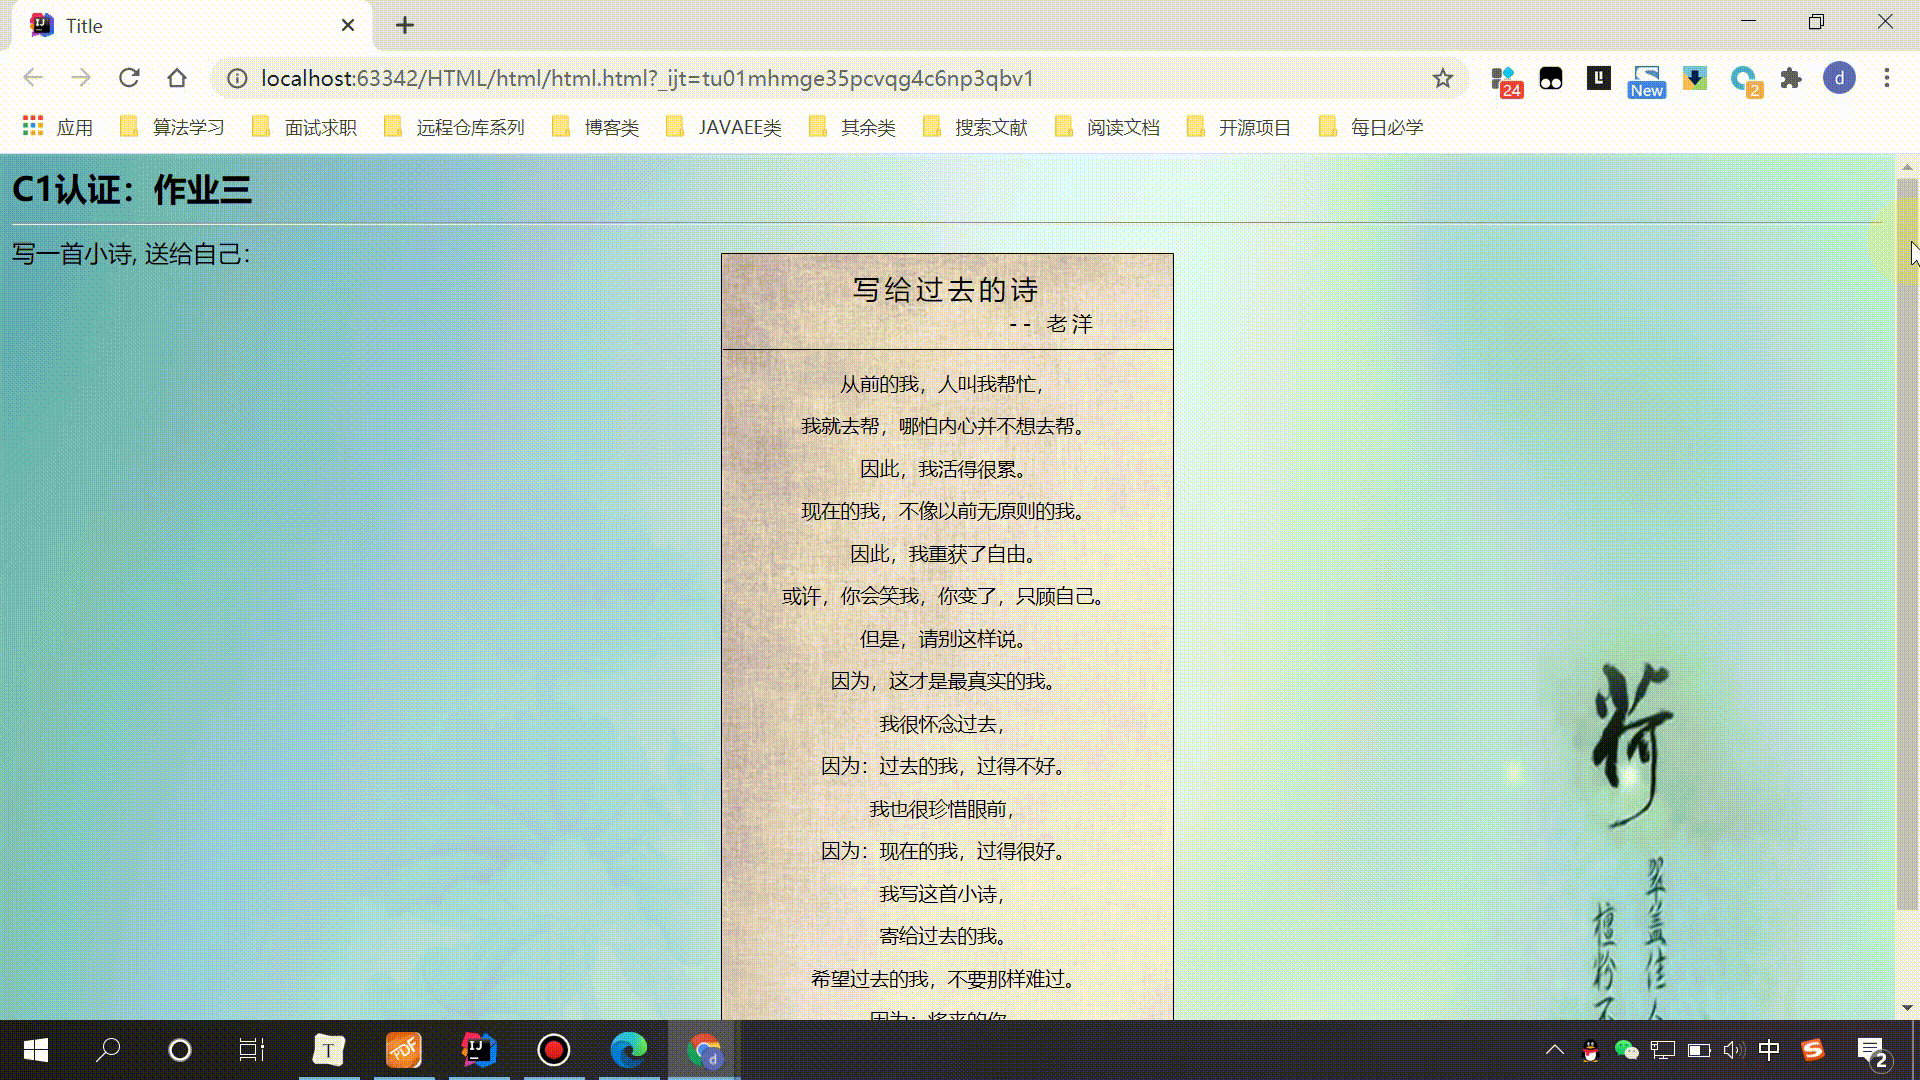 Title
localhost:63342/HTML/html/html.html?_ijt=tu01mhmge35pcvqg4c6np3qbv1
24
New
2
d
应用 算法学习 面试求职 远程仓库系列 博客类 JAVAEE类 其余类 搜索文献 阅读文档 开源项目 每日必学
C1认证：作业三
写一首小诗, 送给自己：
写给过去的诗
-- 老洋
从前的我，人叫我帮忙，
我就去帮，哪怕内心并不想去帮。
因此，我活得很累。
现在的我，不像以前无原则的我。
因此，我重获了自由。
或许，你会笑我，你变了，只顾自己。
但是，请别这样说。
因为，这才是最真实的我。
我很怀念过去，
因为：过去的我，过得不好。
我也很珍惜眼前，
因为：现在的我，过得很好。
我写这首小诗，
寄给过去的我。
希望过去的我，不要那样难过。
因为：将来的你
荷
翠盖佳人
檀粉不
T
PDF
IJ
d
中
S
2